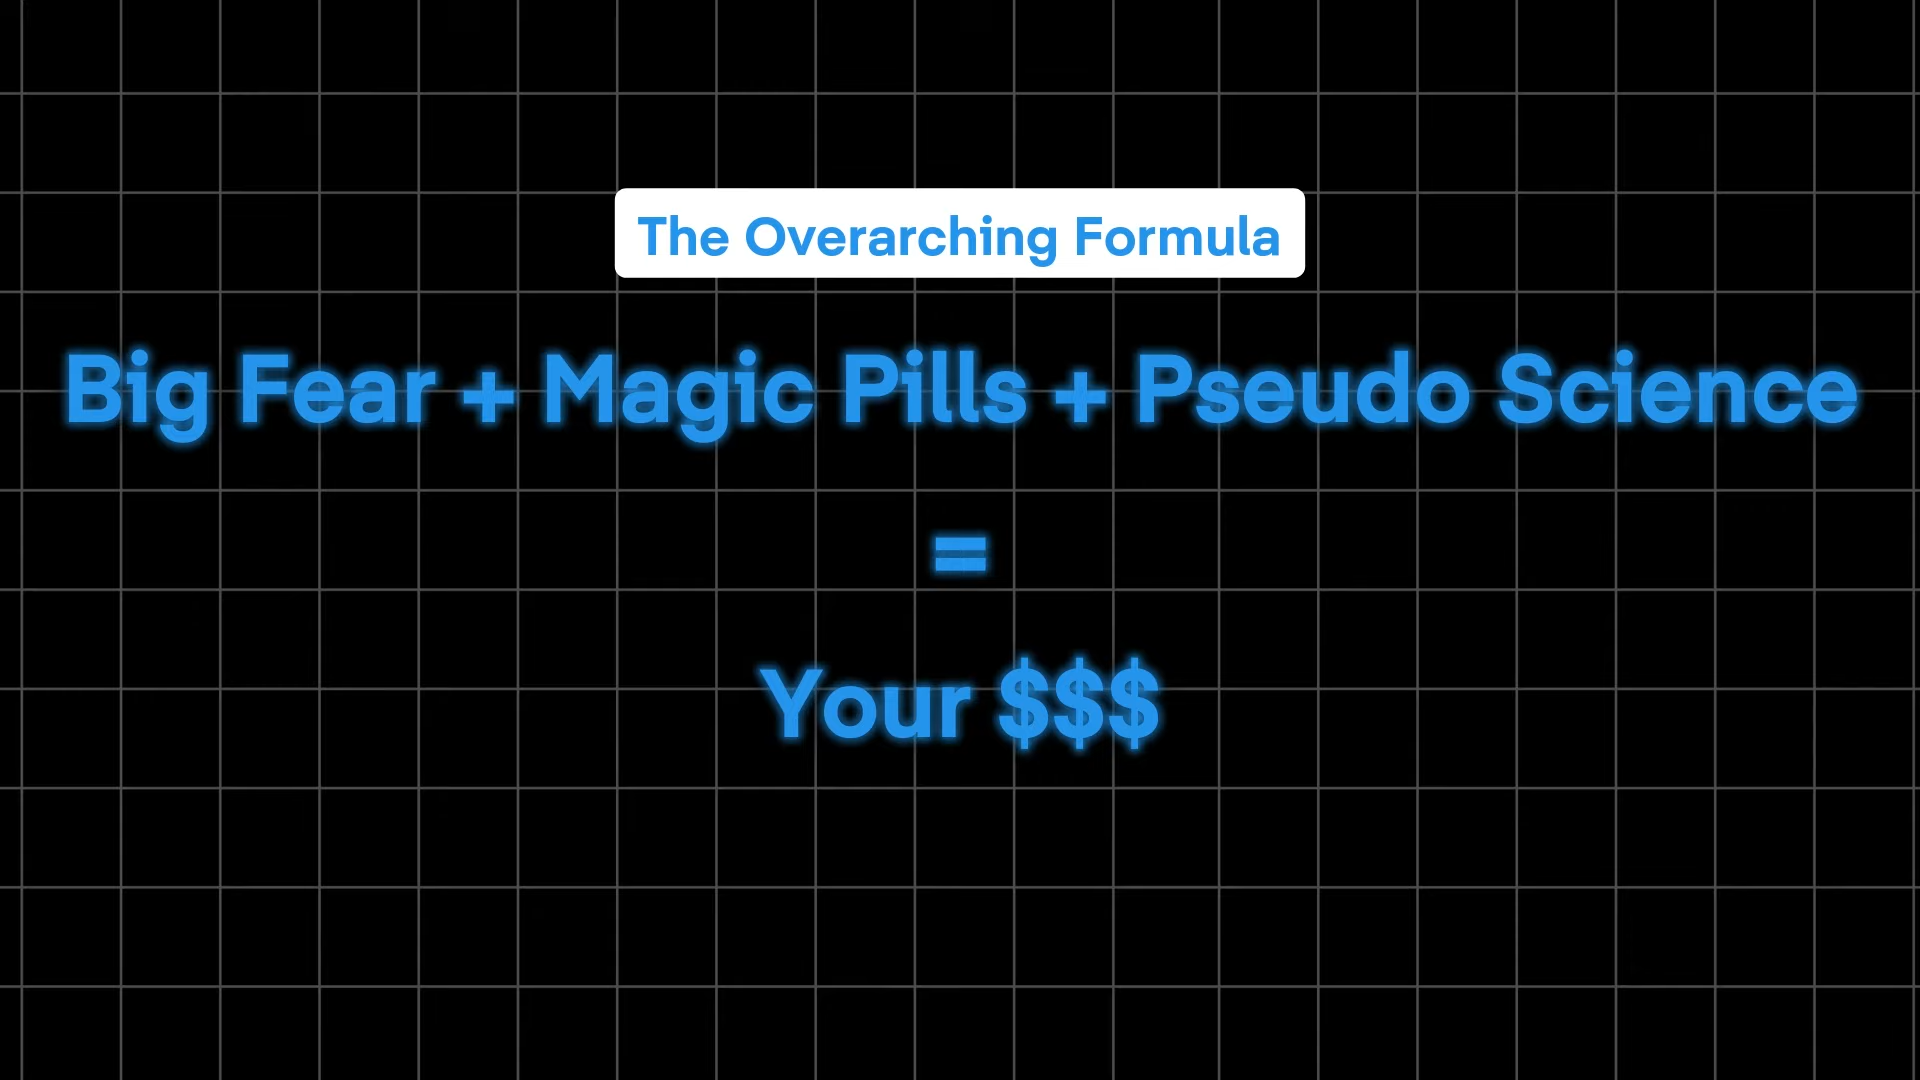 The Overarching Formula
Big Fear + Magic Pills + Pseudo Science
=
Your $$$